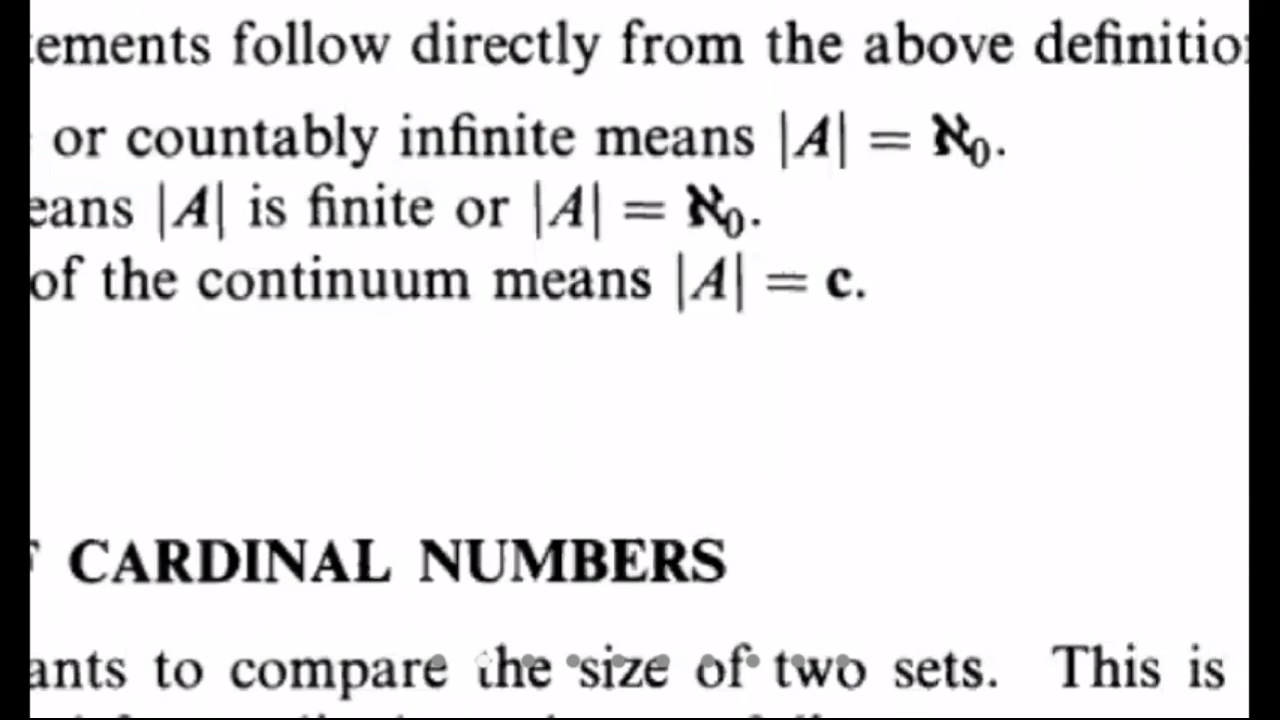 ements follow directly from the above definitio
or countably infinite means |A| = ℵ₀.
eans |A| is finite or |A| = ℵ₀.
of the continuum means |A| = c.
CARDINAL NUMBERS
ants to compare the size of two sets. This is